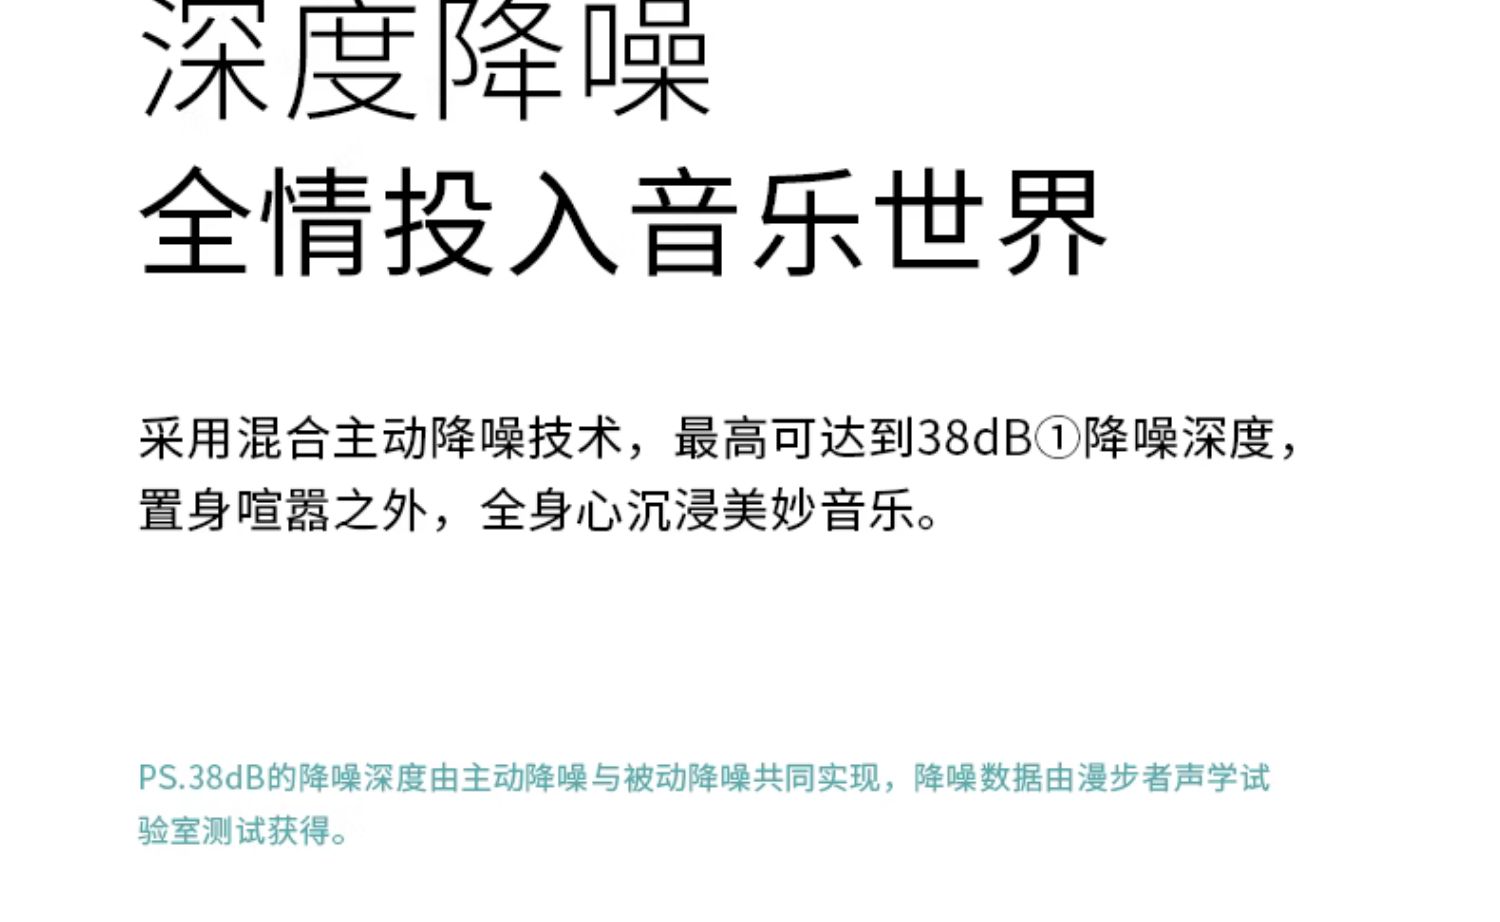 深度降噪
全情投入音乐世界
采用混合主动降噪技术，最高可达到38dB①降噪深度，
置身喧嚣之外，全身心沉浸美妙音乐。
PS.38dB的降噪深度由主动降噪与被动降噪共同实现，降噪数据由漫步者声学试
验室测试获得。